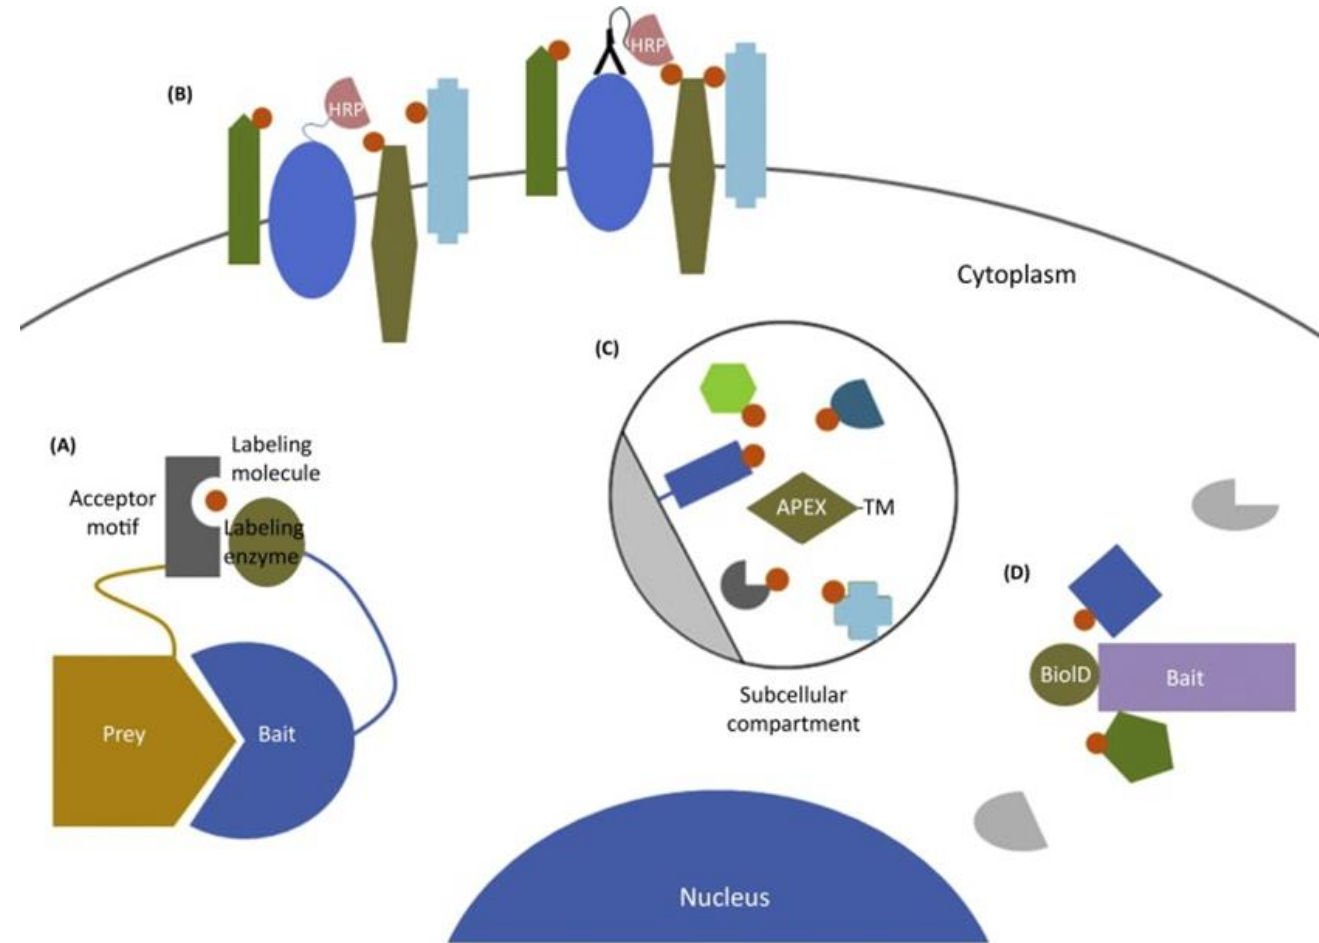 (B)
HRP
HRP
Cytoplasm
(C)
APEX
-TM
Subcellular
compartment
(A)
Labeling
molecule
Acceptor
motif
Labeling
enzyme
Prey
Bait
(D)
BioID
Bait
Nucleus